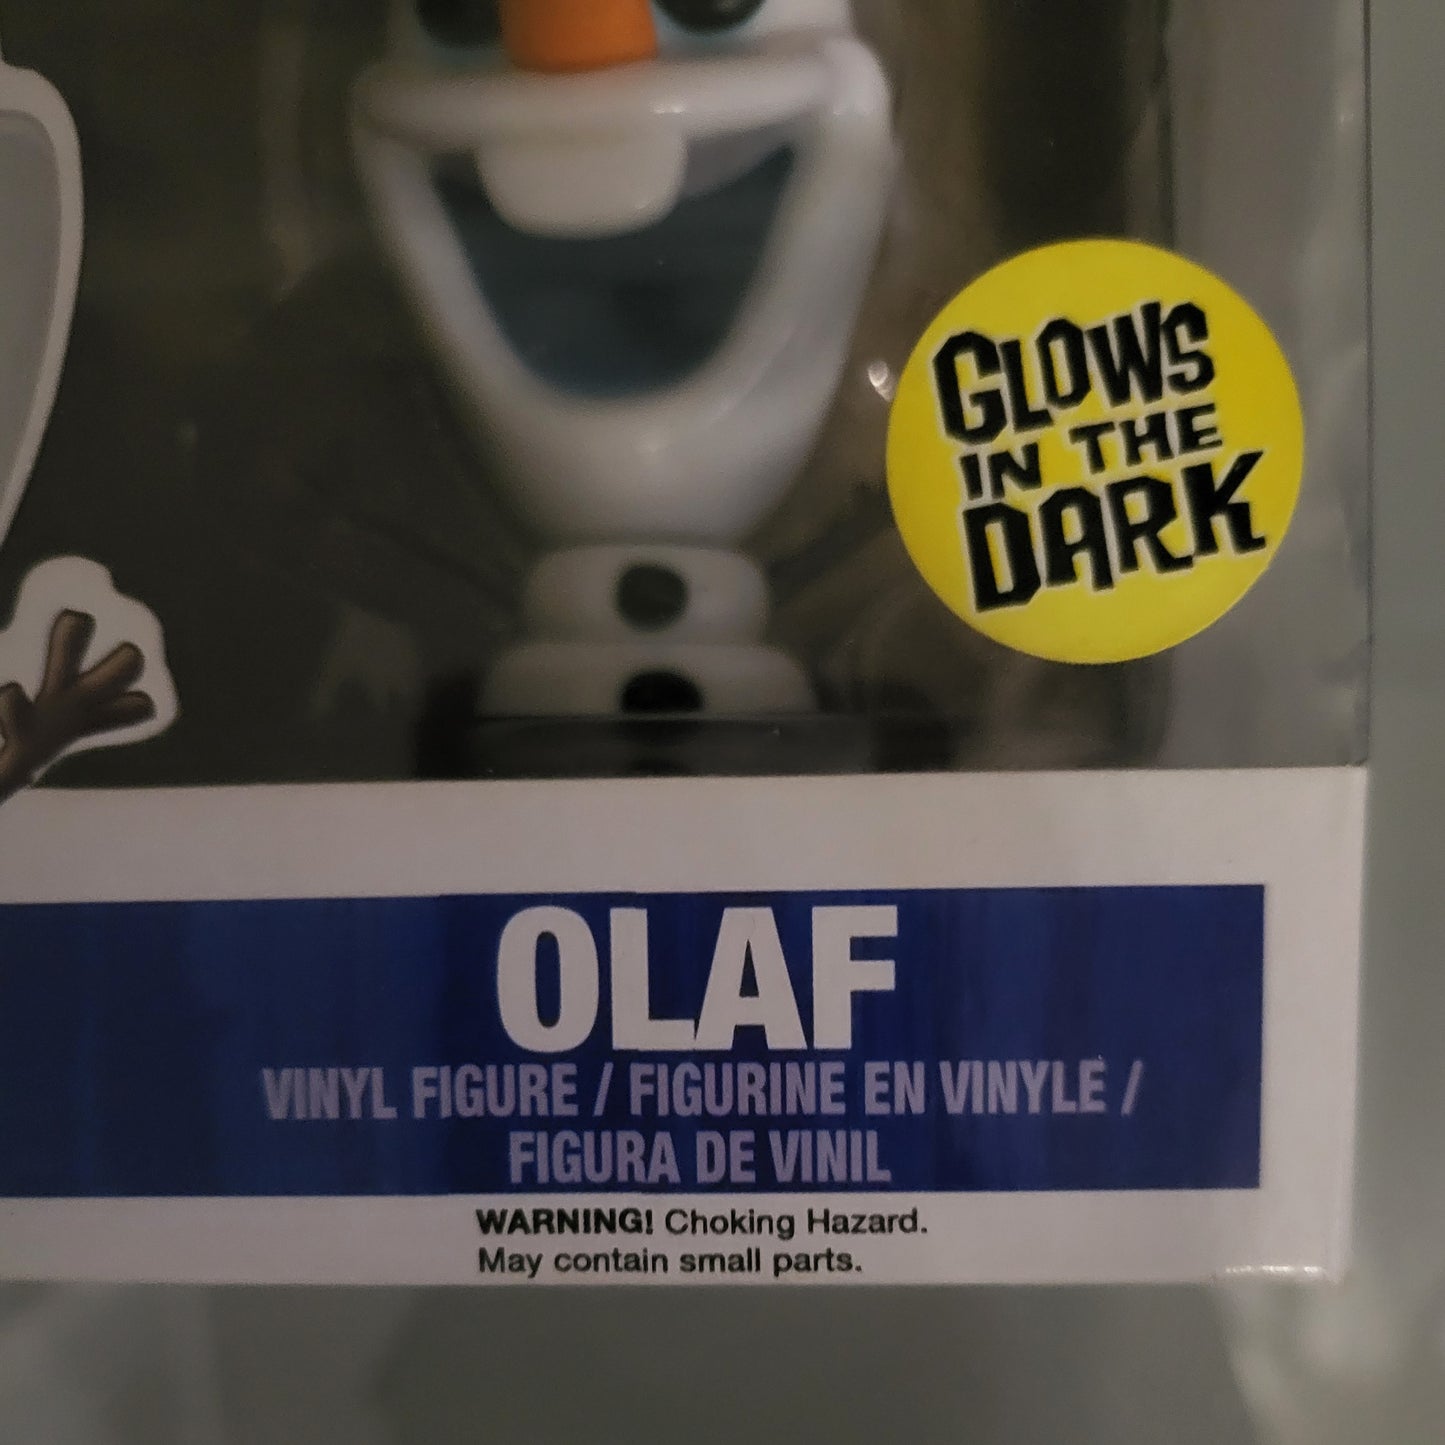 GLOWS
IN THE
DARK
OLAF
VINYL FIGURE / FIGURINE EN VINYLE /
FIGURA DE VINIL
WARNING! Choking Hazard.
May contain small parts.